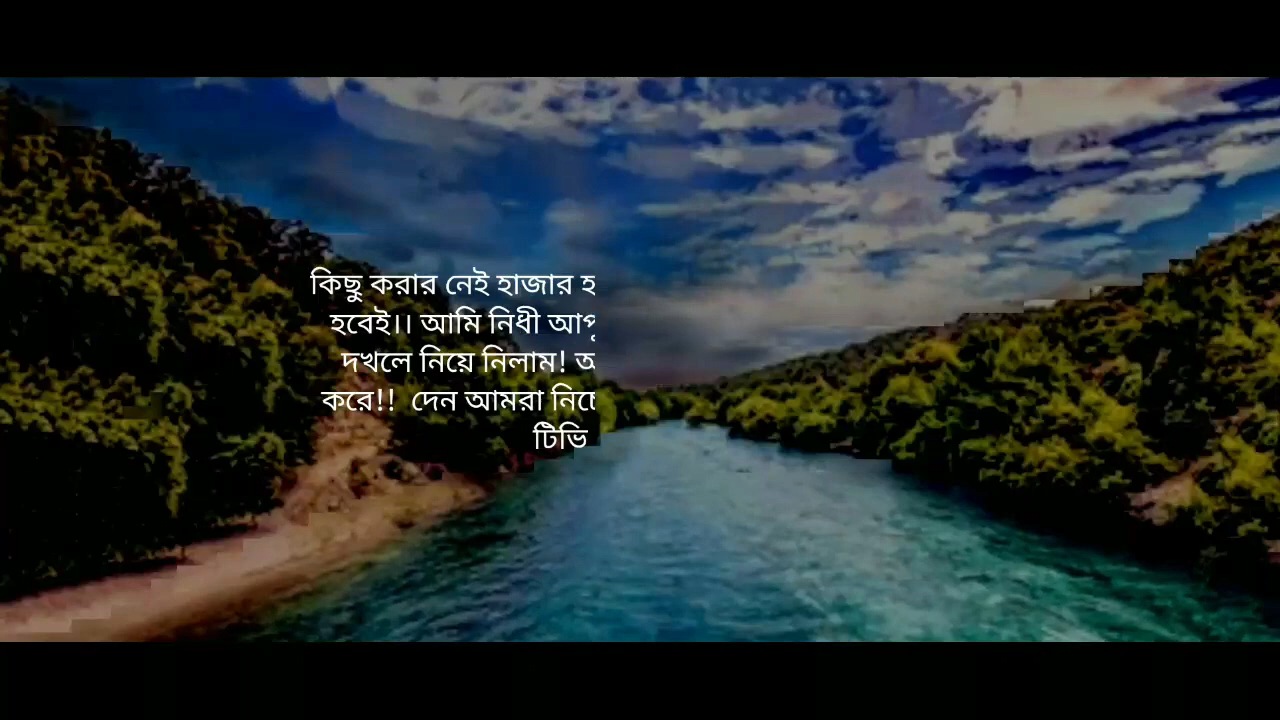 কিছু করার নেই হাজার
হবেই।। আমি নিধী
দখলে নিয়ে নিলাম!
করে!! দেন আমরা
টিভি